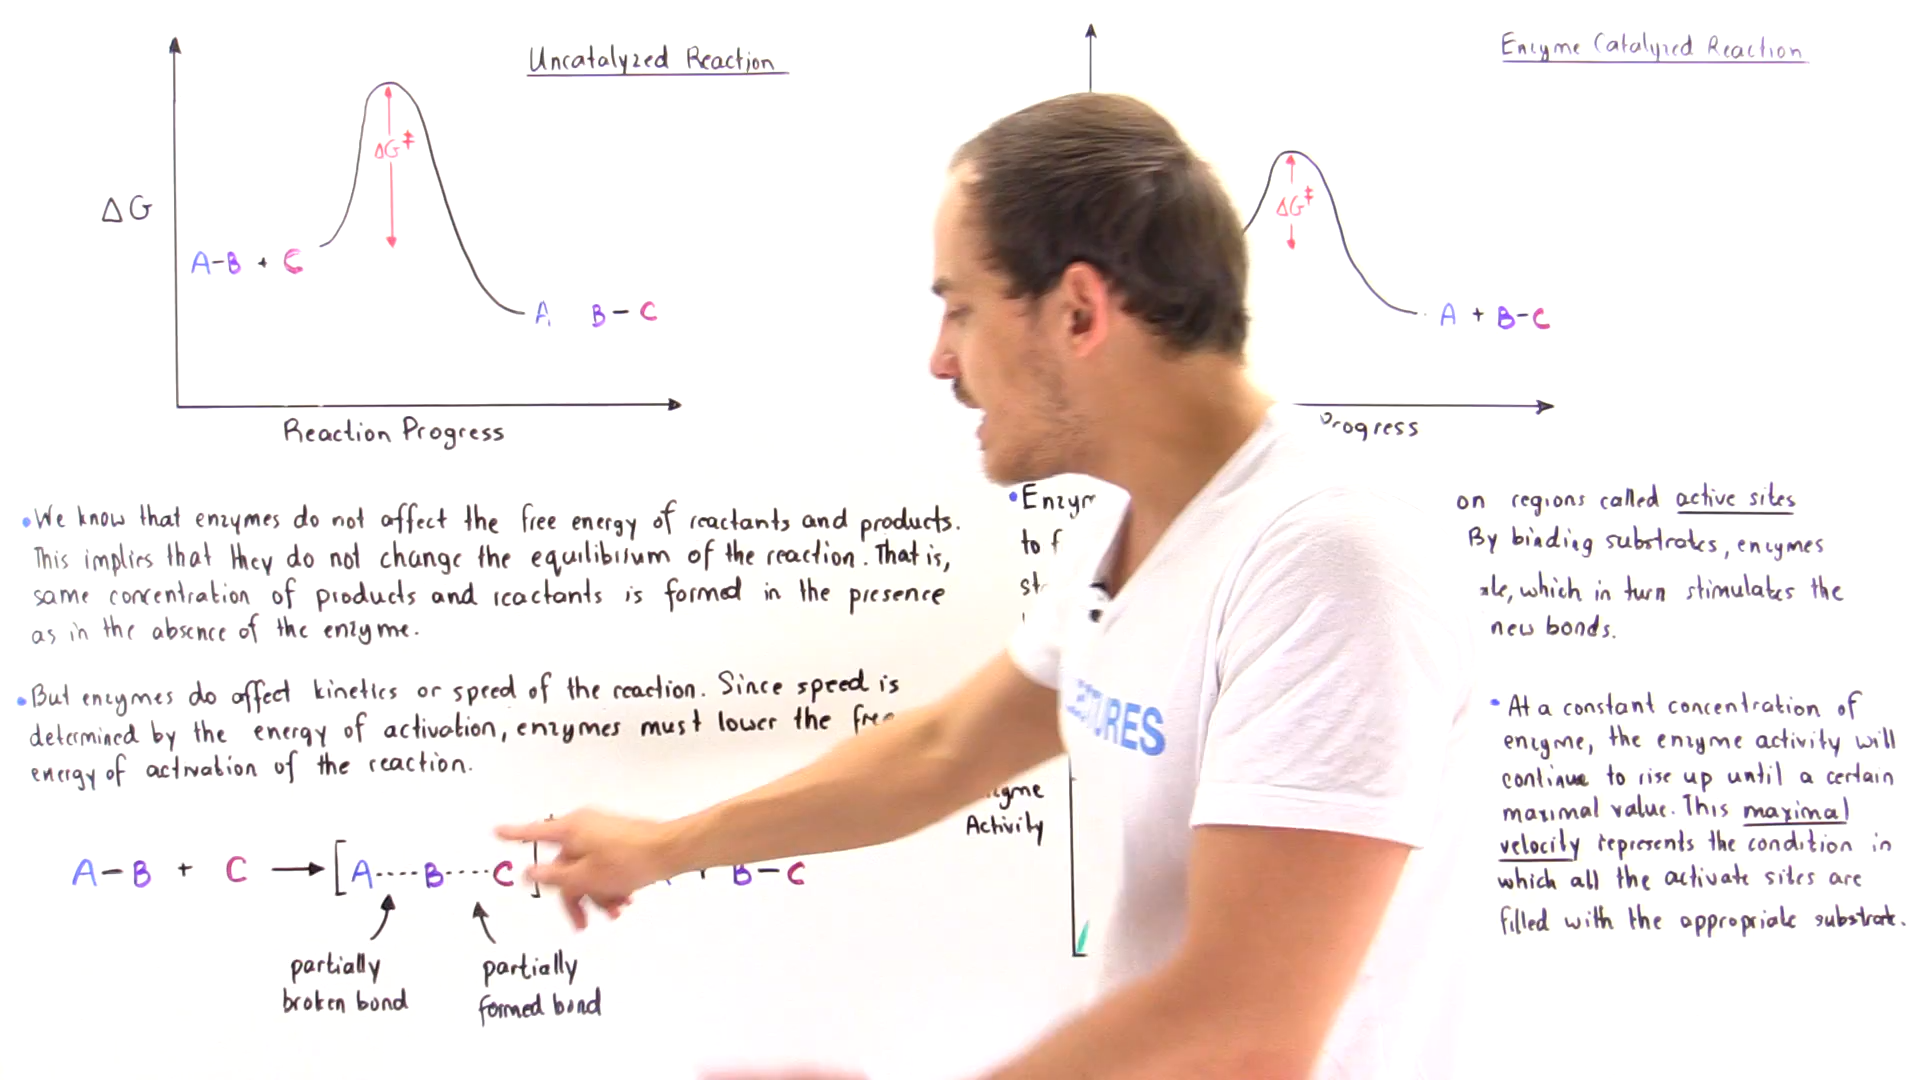 Uncatalyzed Reaction
ΔG
ΔG‡
A-B + C
A B-C
Reaction Progress
Enzyme Catalyzed Reaction
ΔG‡
A + B-C
Progress
•We know that enzymes do not affect the free energy of reactants and products.
This implies that they do not change the equilibrium of the reaction. That is,
same concentration of products and reactants is formed in the presence
as in the absence of the enzyme.
•But enzymes do affect kinetics or speed of the reaction. Since speed is
determined by the energy of activation, enzymes must lower the free
energy of activation of the reaction.
A-B + C → [A····B····C] + B-C
partially
broken bond
partially
formed bond
•Enzym
to f
st
on regions called active sites
By binding substrates, enzymes
which in turn stimulates the
new bonds.
Activity
• At a constant concentration of
enzyme, the enzyme activity will
continue to rise up until a certain
maximal value. This maximal
velocity represents the condition in
which all the activate sites are
filled with the appropriate substrate.
CTURES